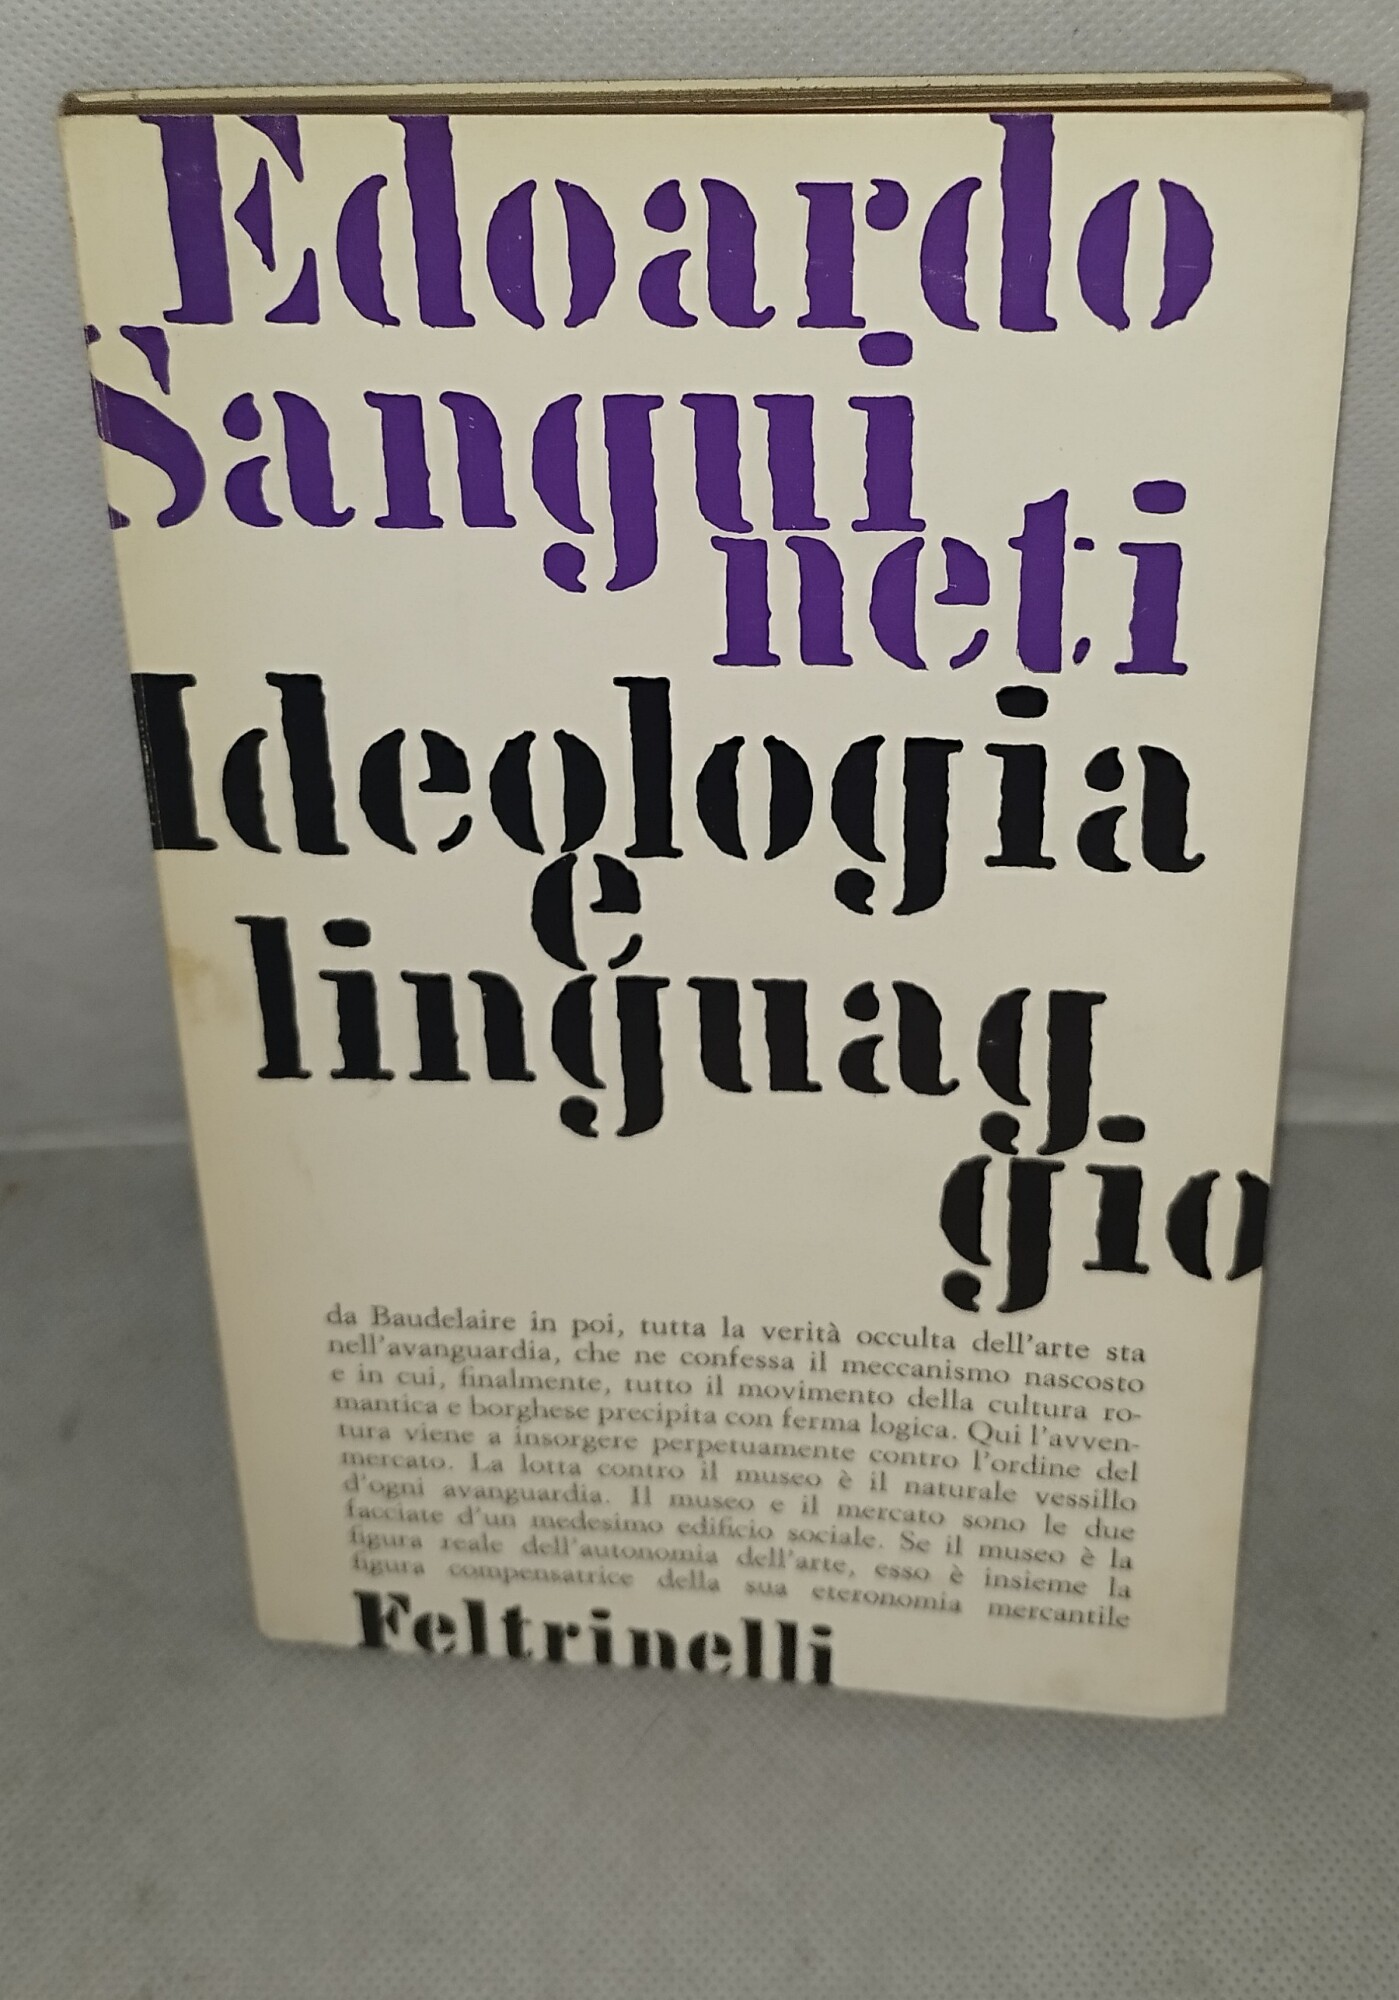 Edoardo
Sangui
neti
Ideologia
e
linguag
gio
da Baudelaire in poi, tutta la verità occulta dell'arte sta
nell'avanguardia, che ne confessa il meccanismo nascosto
e in cui, finalmente, tutto il movimento della cultura ro-
mantica e borghese precipita con ferma logica. Qui l'avven-
tura viene a insorgere perpetuamente contro l'ordine del
mercato. La lotta contro il museo è il naturale vessillo
d'ogni avanguardia. Il museo e il mercato sono le due
facciate d'un medesimo edificio sociale. Se il museo è la
figura reale dell'autonomia dell'arte, esso è insieme la
figura compensatrice della sua eteronomia mercantile
Feltrinelli